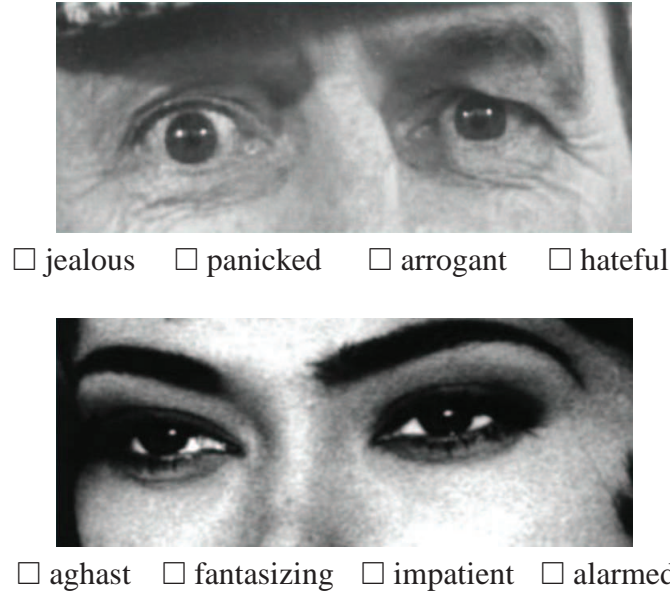 ☐ jealous ☐ panicked ☐ arrogant ☐ hateful
☐ aghast ☐ fantasizing ☐ impatient ☐ alarmed